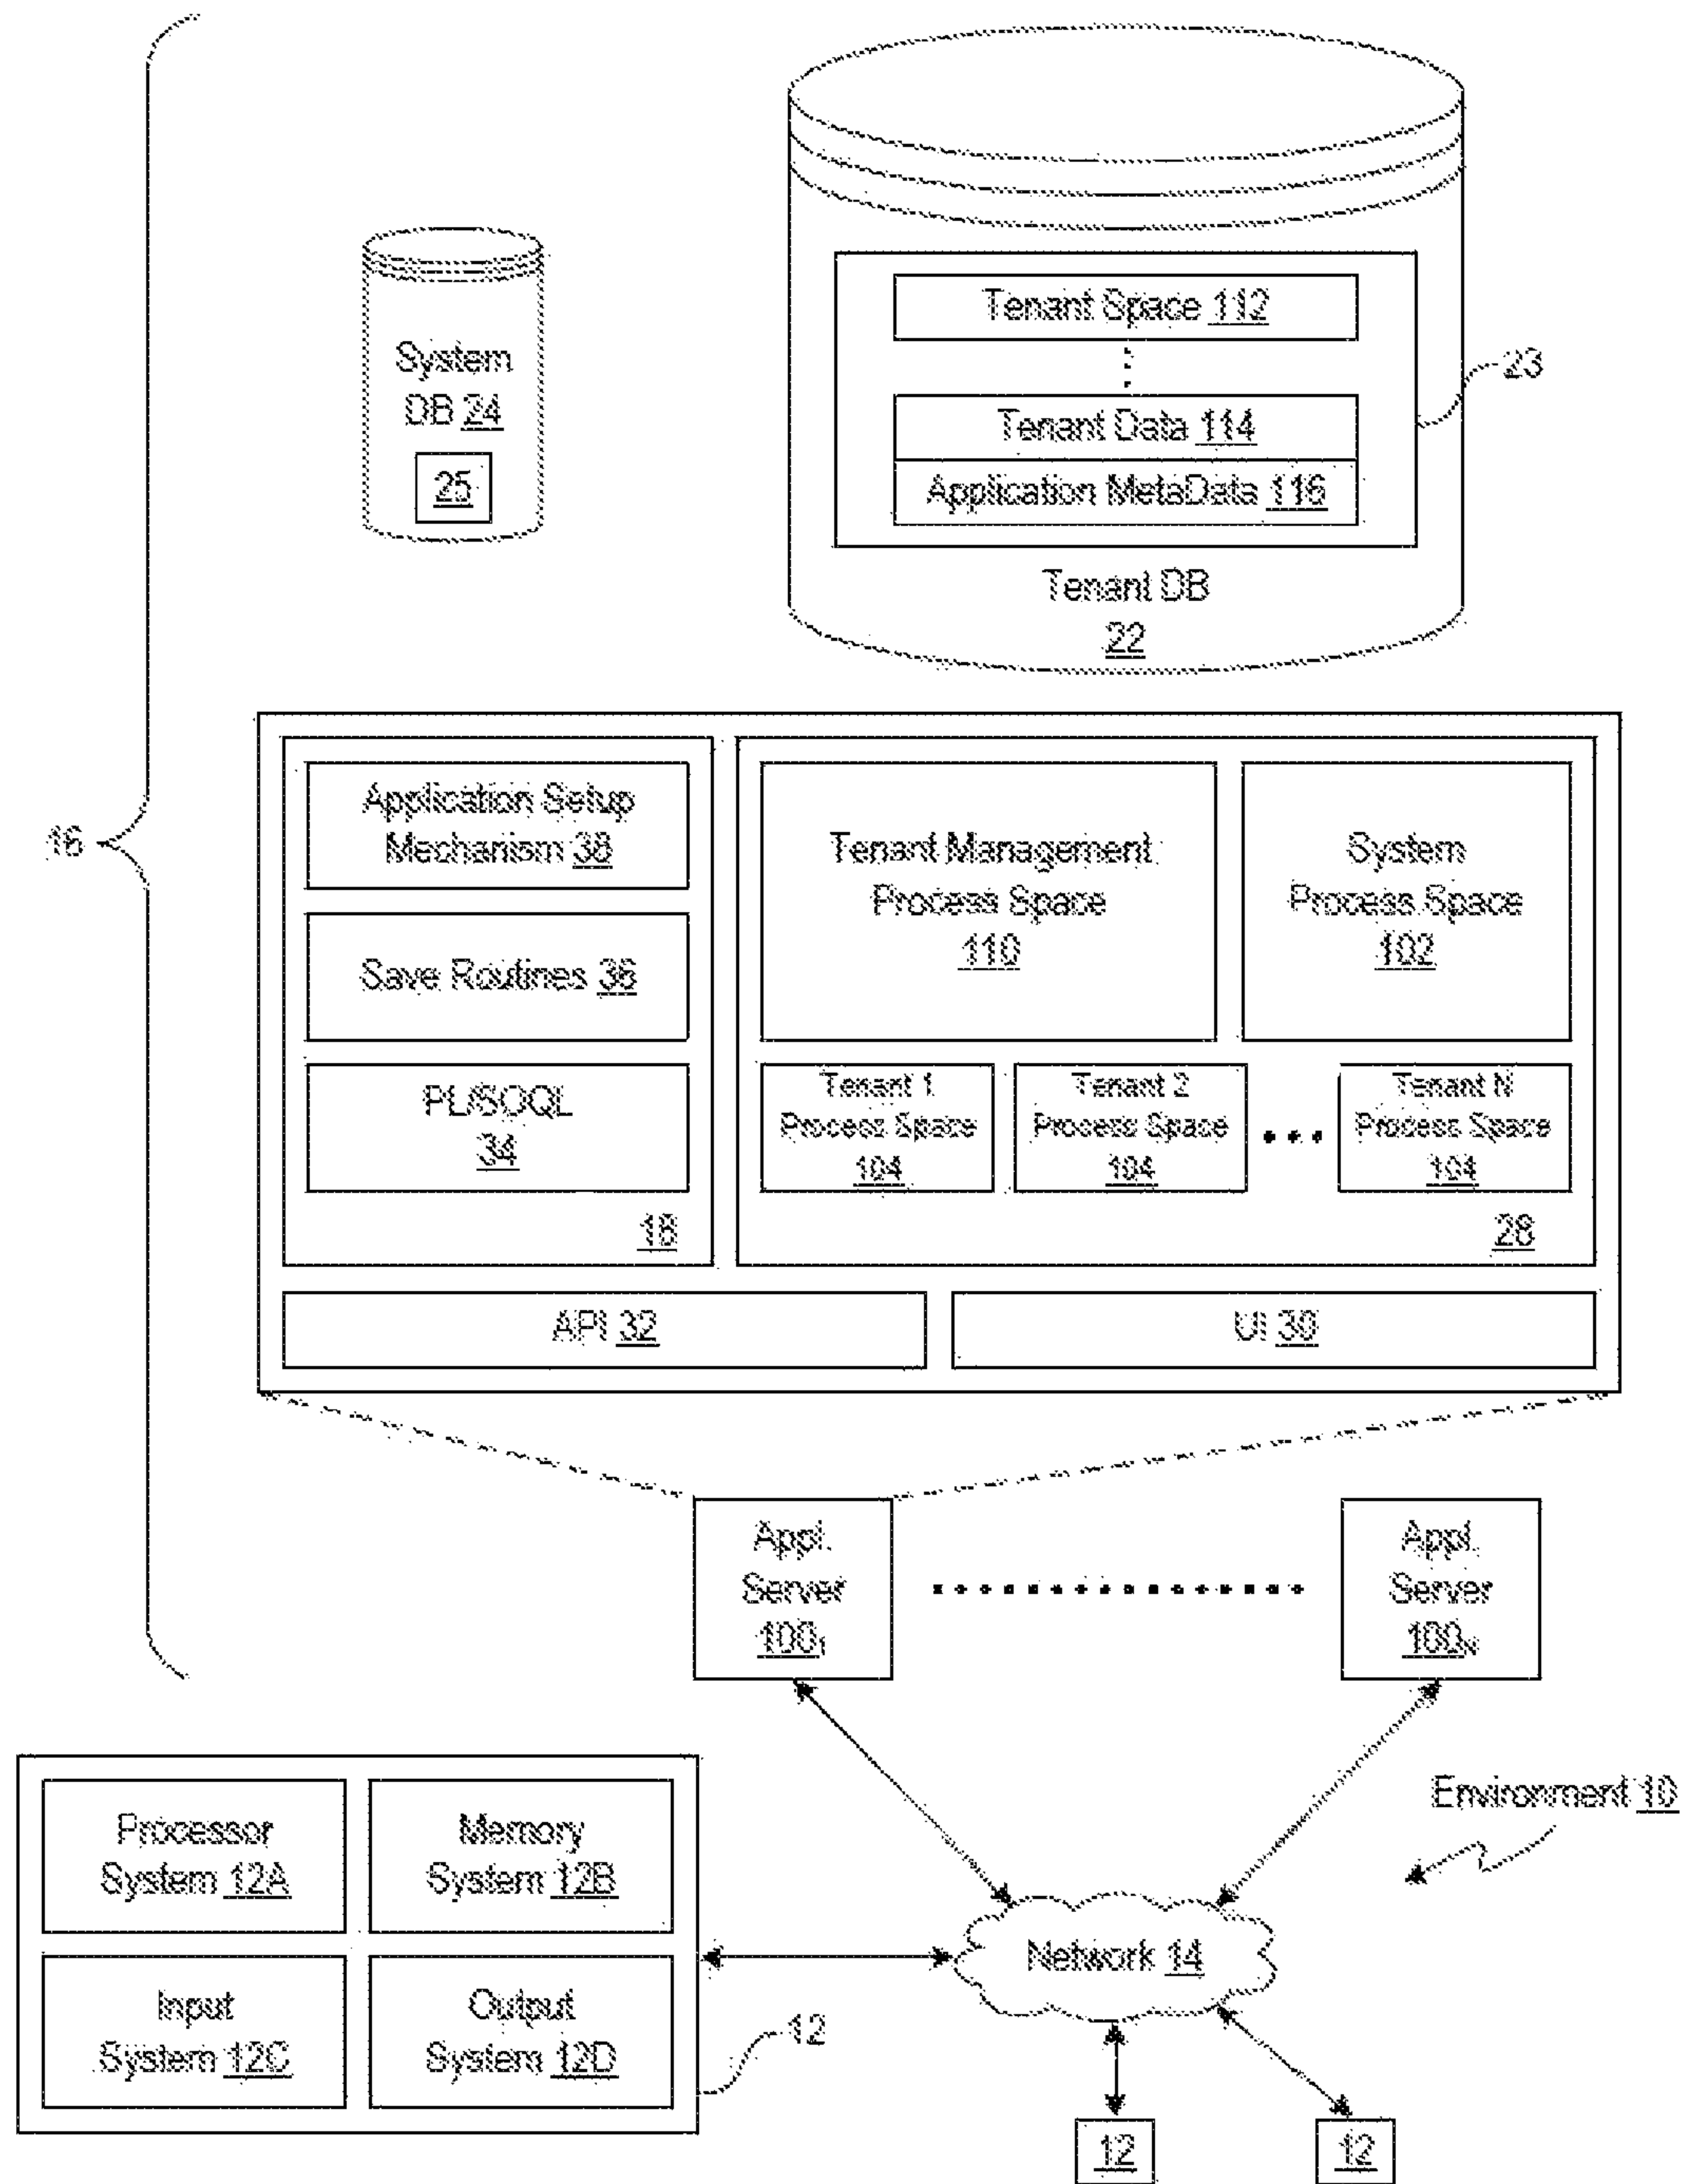 Tenant Space 112
System
DB 24
25
23
Tenant Data 114
Application MetaData 116
Tenant DB
22
16
Application Setup
Mechanism 38
Save Routines 36
PL/SOQL
34
18
Tenant Management
Process Space
110
System
Process Space
102
Tenant 1
Process Space
104
Tenant 2
Process Space
104
Tenant N
Process Space
104
28
API 32
UI 30
Appl.
Server
100₁
Appl.
Server
100N
Environment 10
Processor
System 12A
Memory
System 12B
Input
System 12C
Output
System 12D
12
Network 14
12
12